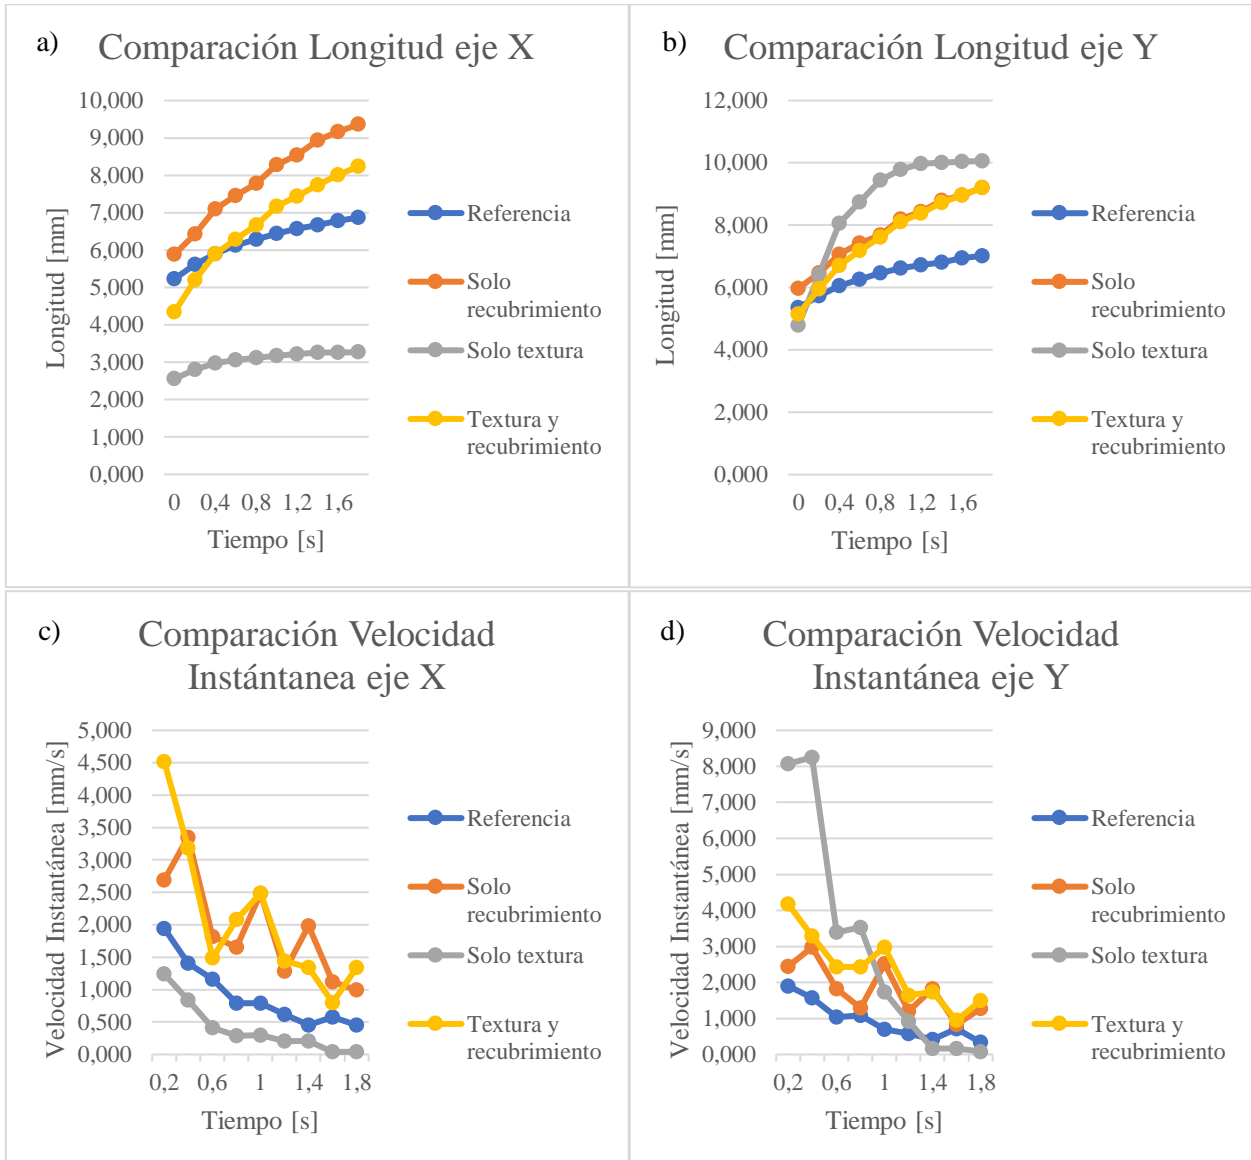 a)
Comparación Longitud eje X
10,000
9,000
8,000
7,000
6,000
5,000
4,000
3,000
2,000
1,000
0,000
Longitud [mm]
0 0,4 0,8 1,2 1,6
Tiempo [s]
Referencia
Solo
recubrimiento
Solo textura
Textura y
recubrimiento
b)
Comparación Longitud eje Y
12,000
10,000
8,000
6,000
4,000
2,000
0,000
Longitud [mm]
0 0,4 0,8 1,2 1,6
Tiempo [s]
Referencia
Solo
recubrimiento
Solo textura
Textura y
recubrimiento
c)
Comparación Velocidad
Instántanea eje X
5,000
4,500
4,000
3,500
3,000
2,500
2,000
1,500
1,000
0,500
0,000
Velocidad Instantánea [mm/s]
0,2 0,6 1 1,4 1,8
Tiempo [s]
Referencia
Solo
recubrimiento
Solo textura
Textura y
recubrimiento
d)
Comparación Velocidad
Instantánea eje Y
9,000
8,000
7,000
6,000
5,000
4,000
3,000
2,000
1,000
0,000
Velocidad Instantánea [mm/s]
0,2 0,6 1 1,4 1,8
Tiempo [s]
Referencia
Solo
recubrimiento
Solo textura
Textura y
recubrimiento